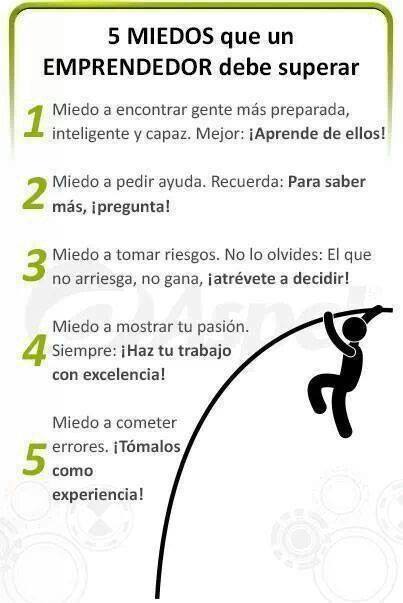 5 MIEDOS que un
EMPRENDEDOR debe superar
1 Miedo a encontrar gente más preparada,
inteligente y capaz. Mejor: ¡Aprende de ellos!
2 Miedo a pedir ayuda. Recuerda: Para saber
más, ¡pregunta!
3 Miedo a tomar riesgos. No lo olvides: El que
no arriesga, no gana, ¡atrévete a decidir!
4 Miedo a mostrar tu pasión.
Siempre: ¡Haz tu trabajo
con excelencia!
5 Miedo a cometer
errores. ¡Tómalos
como
experiencia!